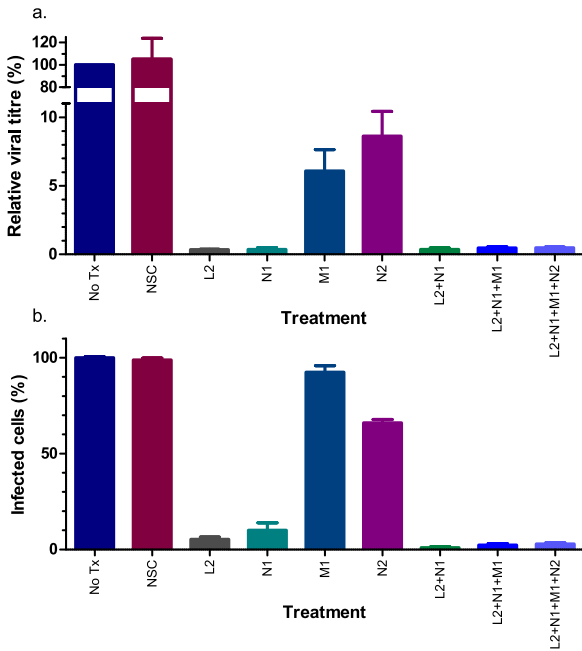 a.
Relative viral titre (%)
120
100
80
10
5
0
No Tx
NSC
L2
N1
M1
N2
L2+N1
L2+N1+M1
L2+N1+M1+N2
Treatment
b.
Infected cells (%)
100
50
0
No Tx
NSC
L2
N1
M1
N2
L2+N1
L2+N1+M1
L2+N1+M1+N2
Treatment